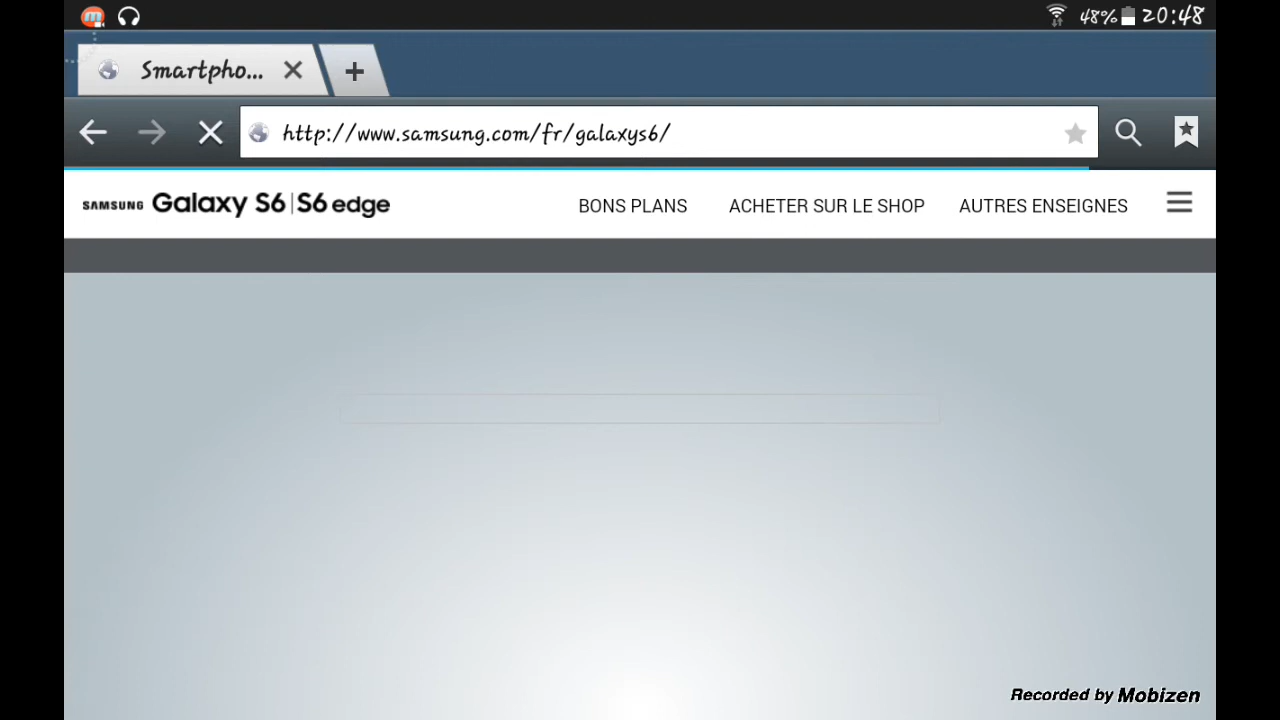 48% 20:48
Smartpho...
http://www.samsung.com/fr/galaxys6/
SAMSUNG Galaxy S6 | S6 edge BONS PLANS ACHETER SUR LE SHOP AUTRES ENSEIGNES
Recorded by Mobizen